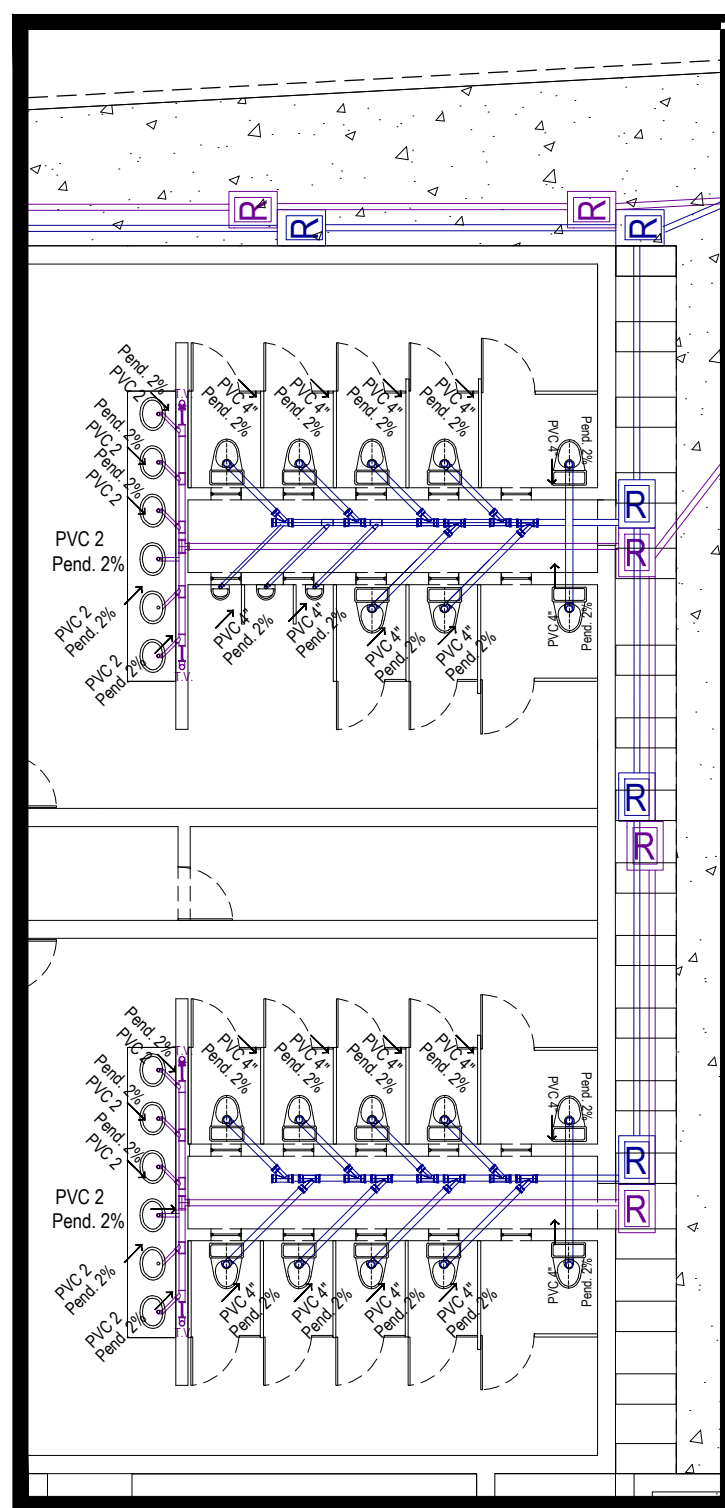 R
R
R
R
Pend. 2%
PVC 2
T.V.
PVC 4"
Pend. 2%
PVC 4"
Pend. 2%
PVC 4"
Pend. 2%
PVC 4"
Pend. 2%
PVC 4"
Pend. 2%
Pend. 2%
PVC 2
Pend. 2%
PVC 2
R
PVC 2
Pend. 2%
R
PVC 2
Pend. 2%
PVC 4"
Pend. 2%
PVC 4"
Pend. 2%
PVC 4"
Pend. 2%
PVC 4"
Pend. 2%
PVC 4"
Pend. 2%
PVC 2
Pend. 2%
T.V.
R
R
Pend. 2%
PVC 2
T.V.
PVC 4"
Pend. 2%
PVC 4"
Pend. 2%
PVC 4"
Pend. 2%
PVC 4"
Pend. 2%
PVC 4"
Pend. 2%
Pend. 2%
PVC 2
Pend. 2%
PVC 2
R
PVC 2
Pend. 2%
R
PVC 2
Pend. 2%
PVC 4"
Pend. 2%
PVC 4"
Pend. 2%
PVC 4"
Pend. 2%
PVC 4"
Pend. 2%
PVC 4"
Pend. 2%
PVC 2
Pend. 2%
T.V.